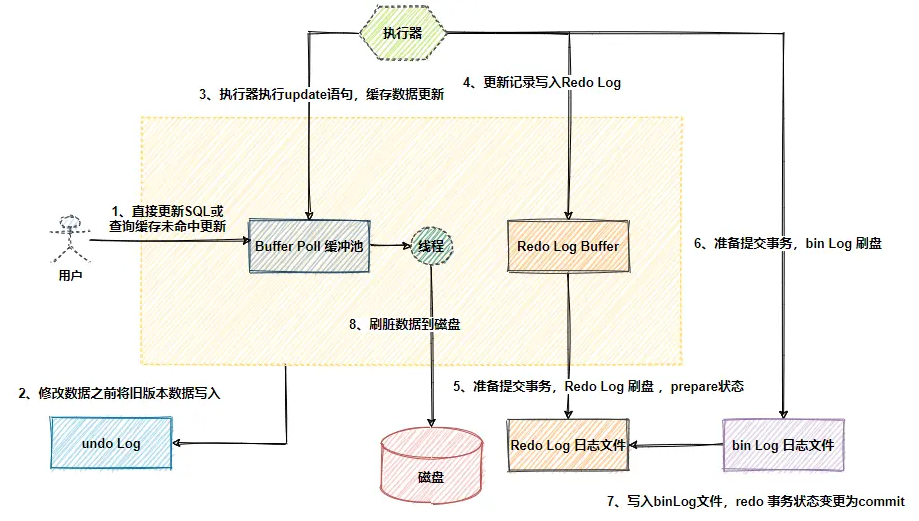 执行器
4、更新记录写入Redo Log
3、执行器执行update语句，缓存数据更新
1、直接更新SQL或
查询缓存未命中更新
用户
Buffer Poll 缓冲池
线程
Redo Log Buffer
6、准备提交事务，bin Log 刷盘
8、刷脏数据到磁盘
2、修改数据之前将旧版本数据写入
5、准备提交事务，Redo Log 刷盘 ，prepare状态
undo Log
磁盘
Redo Log 日志文件
bin Log 日志文件
7、写入binLog文件，redo 事务状态变更为commit